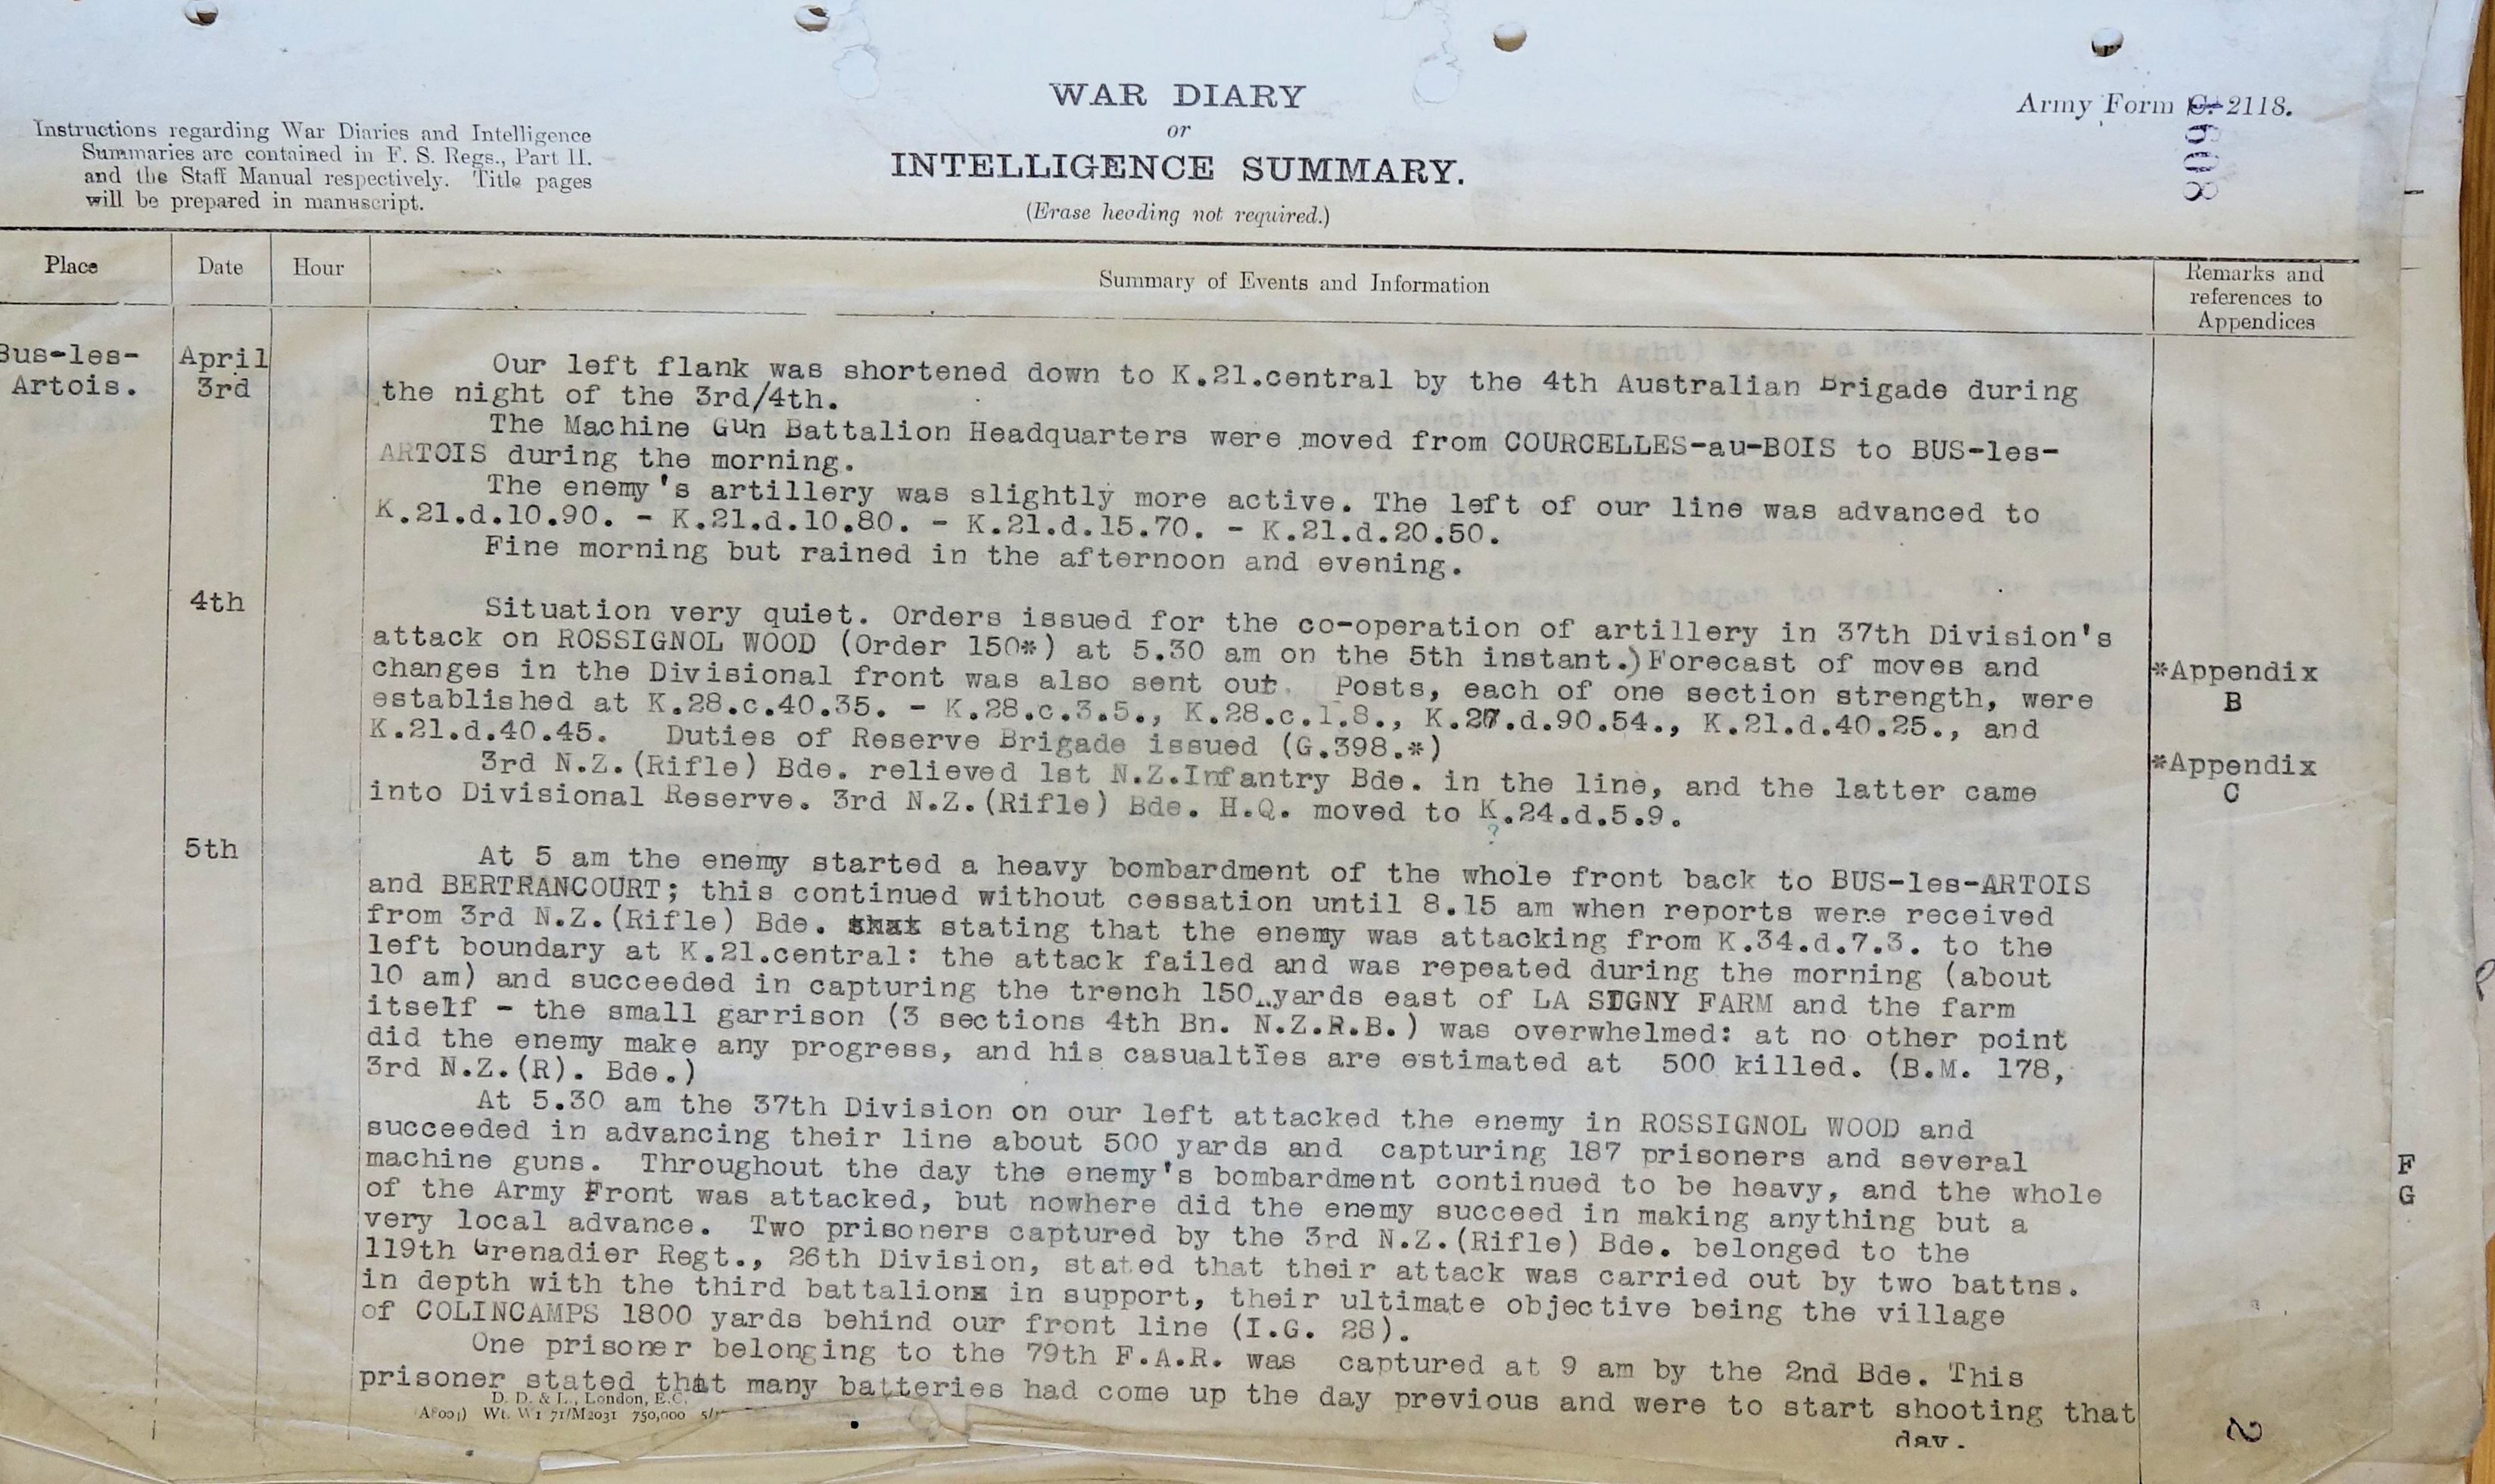 WAR DIARY
or
INTELLIGENCE SUMMARY.
(Erase heading not required.)
Army Form C. 2118.
1608
Instructions regarding War Diaries and Intelligence
Summaries are contained in F. S. Regs., Part II.
and the Staff Manual respectively. Title pages
will be prepared in manuscript.
Place
Date
Hour
Summary of Events and Information
Remarks and
references to
Appendices
Bus-les-
Artois.
April
3rd
Our left flank was shortened down to K.21.central by the 4th Australian Brigade during
the night of the 3rd/4th.
The Machine Gun Battalion Headquarters were moved from COURCELLES-au-BOIS to BUS-les-
ARTOIS during the morning.
The enemy's artillery was slightly more active. The left of our line was advanced to
K.21.d.10.90. - K.21.d.10.80. - K.21.d.15.70. - K.21.d.20.50.
Fine morning but rained in the afternoon and evening.
4th
Situation very quiet. Orders issued for the co-operation of artillery in 37th Division's
attack on ROSSIGNOL WOOD (Order 150*) at 5.30 am on the 5th instant.) Forecast of moves and
changes in the Divisional front was also sent out. Posts, each of one section strength, were
established at K.28.c.40.35. - K.28.c.3.5., K.28.c.1.8., K.27.d.90.54., K.21.d.40.25., and
K.21.d.40.45. Duties of Reserve Brigade issued (G.398.*)
3rd N.Z.(Rifle) Bde. relieved 1st N.Z.Infantry Bde. in the line, and the latter came
into Divisional Reserve. 3rd N.Z.(Rifle) Bde. H.Q. moved to K.24.d.5.9.
?
*Appendix
B
*Appendix
C
5th
At 5 am the enemy started a heavy bombardment of the whole front back to BUS-les-ARTOIS
and BERTRANCOURT; this continued without cessation until 8.15 am when reports were received
from 3rd N.Z.(Rifle) Bde. that stating that the enemy was attacking from K.34.d.7.3. to the
left boundary at K.21.central: the attack failed and was repeated during the morning (about
10 am) and succeeded in capturing the trench 150 yards east of LA SIGNY FARM and the farm
itself - the small garrison (3 sections 4th Bn. N.Z.R.B.) was overwhelmed: at no other point
did the enemy make any progress, and his casualties are estimated at 500 killed. (B.M. 178,
3rd N.Z.(R). Bde.)
At 5.30 am the 37th Division on our left attacked the enemy in ROSSIGNOL WOOD and
succeeded in advancing their line about 500 yards and capturing 187 prisoners and several
machine guns. Throughout the day the enemy's bombardment continued to be heavy, and the whole
of the Army Front was attacked, but nowhere did the enemy succeed in making anything but a
very local advance. Two prisoners captured by the 3rd N.Z.(Rifle) Bde. belonged to the
119th Grenadier Regt., 26th Division, stated that their attack was carried out by two battns.
in depth with the third battalion in support, their ultimate objective being the village
of COLINCAMPS 1800 yards behind our front line (I.G. 28).
One prisoner belonging to the 79th F.A.R. was captured at 9 am by the 2nd Bde. This
prisoner stated that many batteries had come up the day previous and were to start shooting that
day.
D. D. & L., London, E.C.
(A8001) Wt. W1 71/M2031 750,000 5/
2
F
G